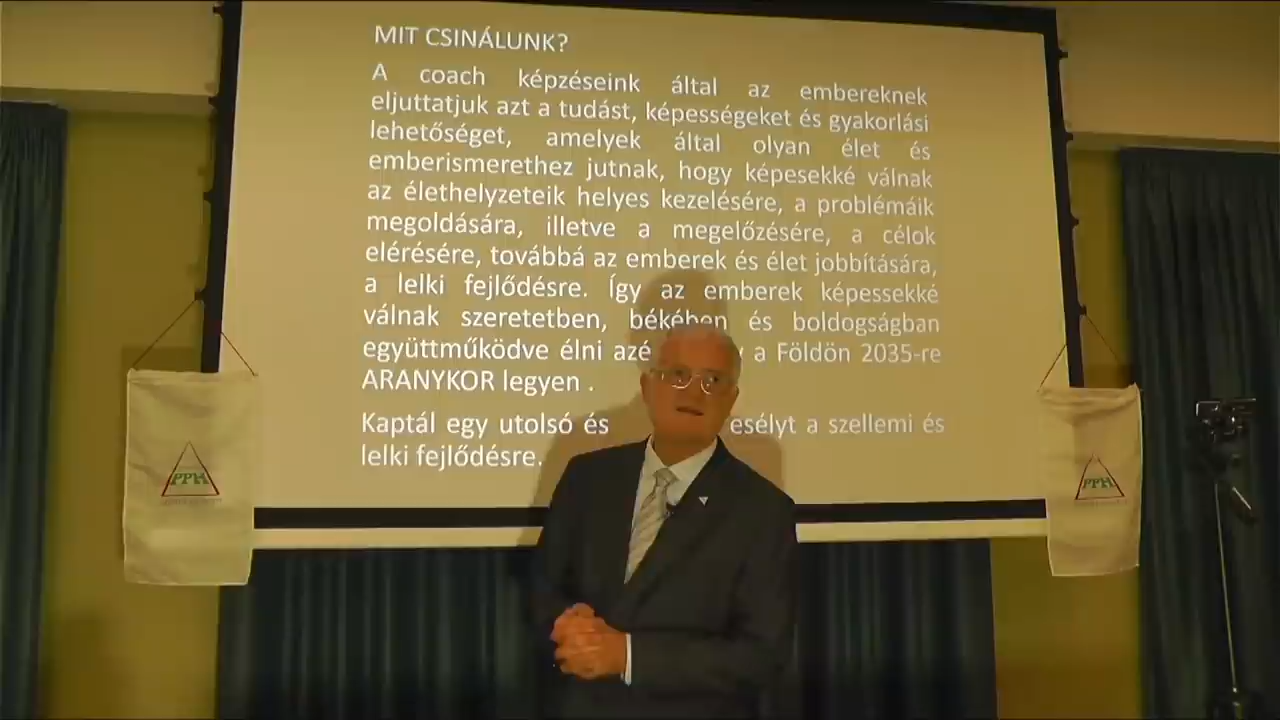 MIT CSINÁLUNK?
A coach képzéseink által az embereknek
eljuttatjuk azt a tudást, képességeket és gyakorlási
lehetőséget, amelyek által olyan élet és
emberismerethez jutnak, hogy képesekké válnak
az élethelyzeteik helyes kezelésére, a problémáik
megoldására, illetve a megelőzésére, a célok
elérésére, továbbá az emberek és élet jobbítására,
a lelki fejlődésre. Így az emberek képessekké
válnak szeretetben, békében és boldogságban
együttműködve élni azé a Földön 2035-re
ARANYKOR legyen .
Kaptál egy utolsó és esélyt a szellemi és
lelki fejlődésre.
PPH
PPH